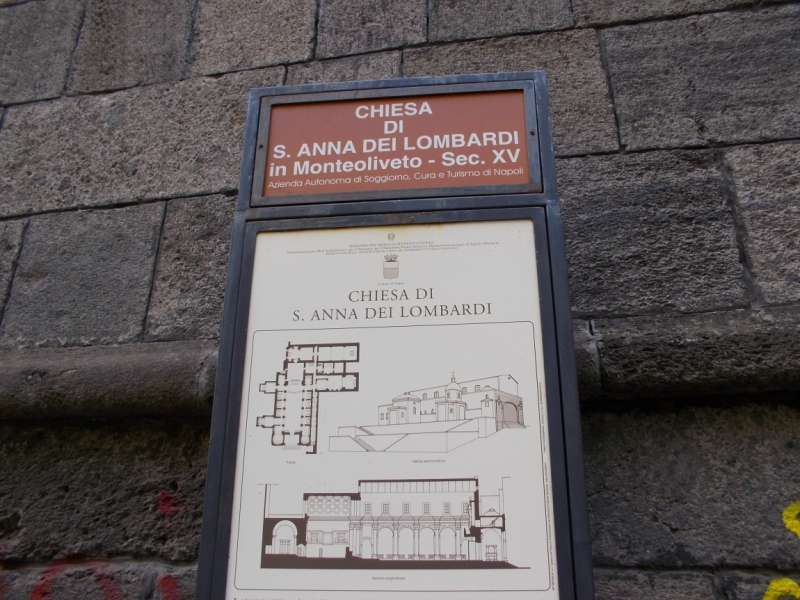 CHIESA
DI
S. ANNA DEI LOMBARDI
in Monteoliveto - Sec. XV
Azienda Autonoma di Soggiorno, Cura e Turismo di Napoli
CHIESA DI
S. ANNA DEI LOMBARDI
Pianta